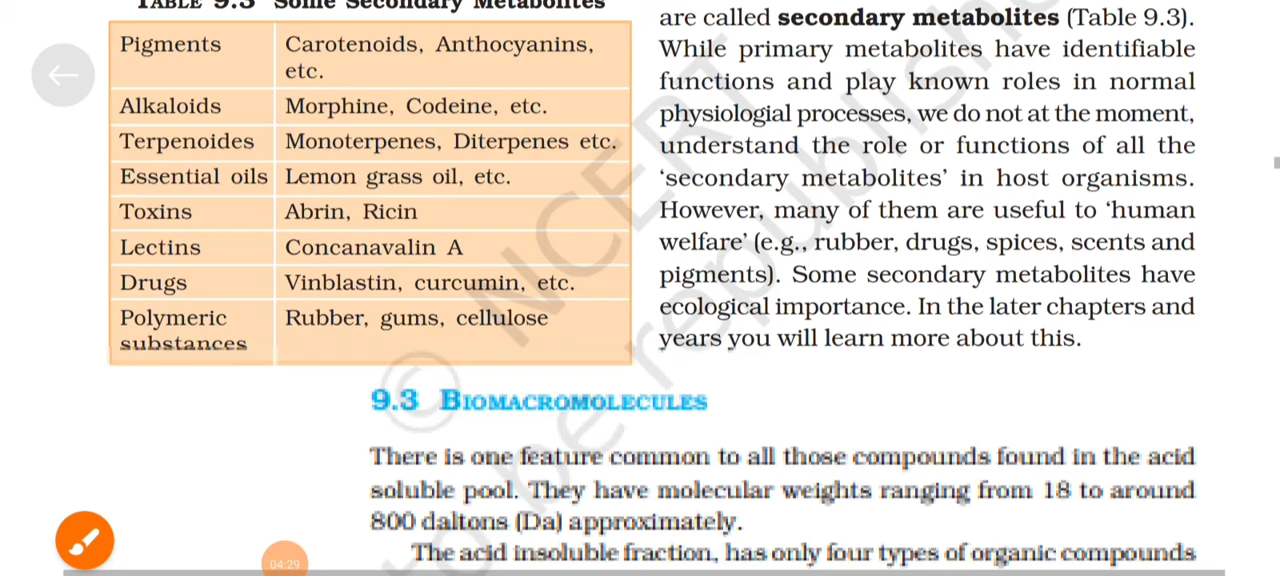 TABLE 9.3 Some Secondary Metabolites
Pigments Carotenoids, Anthocyanins,
etc.
Alkaloids Morphine, Codeine, etc.
Terpenoides Monoterpenes, Diterpenes etc.
Essential oils Lemon grass oil, etc.
Toxins Abrin, Ricin
Lectins Concanavalin A
Drugs Vinblastin, curcumin, etc.
Polymeric Rubber, gums, cellulose
substances
are called secondary metabolites (Table 9.3).
While primary metabolites have identifiable
functions and play known roles in normal
physiologial processes, we do not at the moment,
understand the role or functions of all the
‘secondary metabolites’ in host organisms.
However, many of them are useful to ‘human
welfare’ (e.g., rubber, drugs, spices, scents and
pigments). Some secondary metabolites have
ecological importance. In the later chapters and
years you will learn more about this.
9.3 BIOMACROMOLECULES
There is one feature common to all those compounds found in the acid
soluble pool. They have molecular weights ranging from 18 to around
800 daltons (Da) approximately.
The acid insoluble fraction, has only four types of organic compounds
© NCERT
to be republishe
04:29